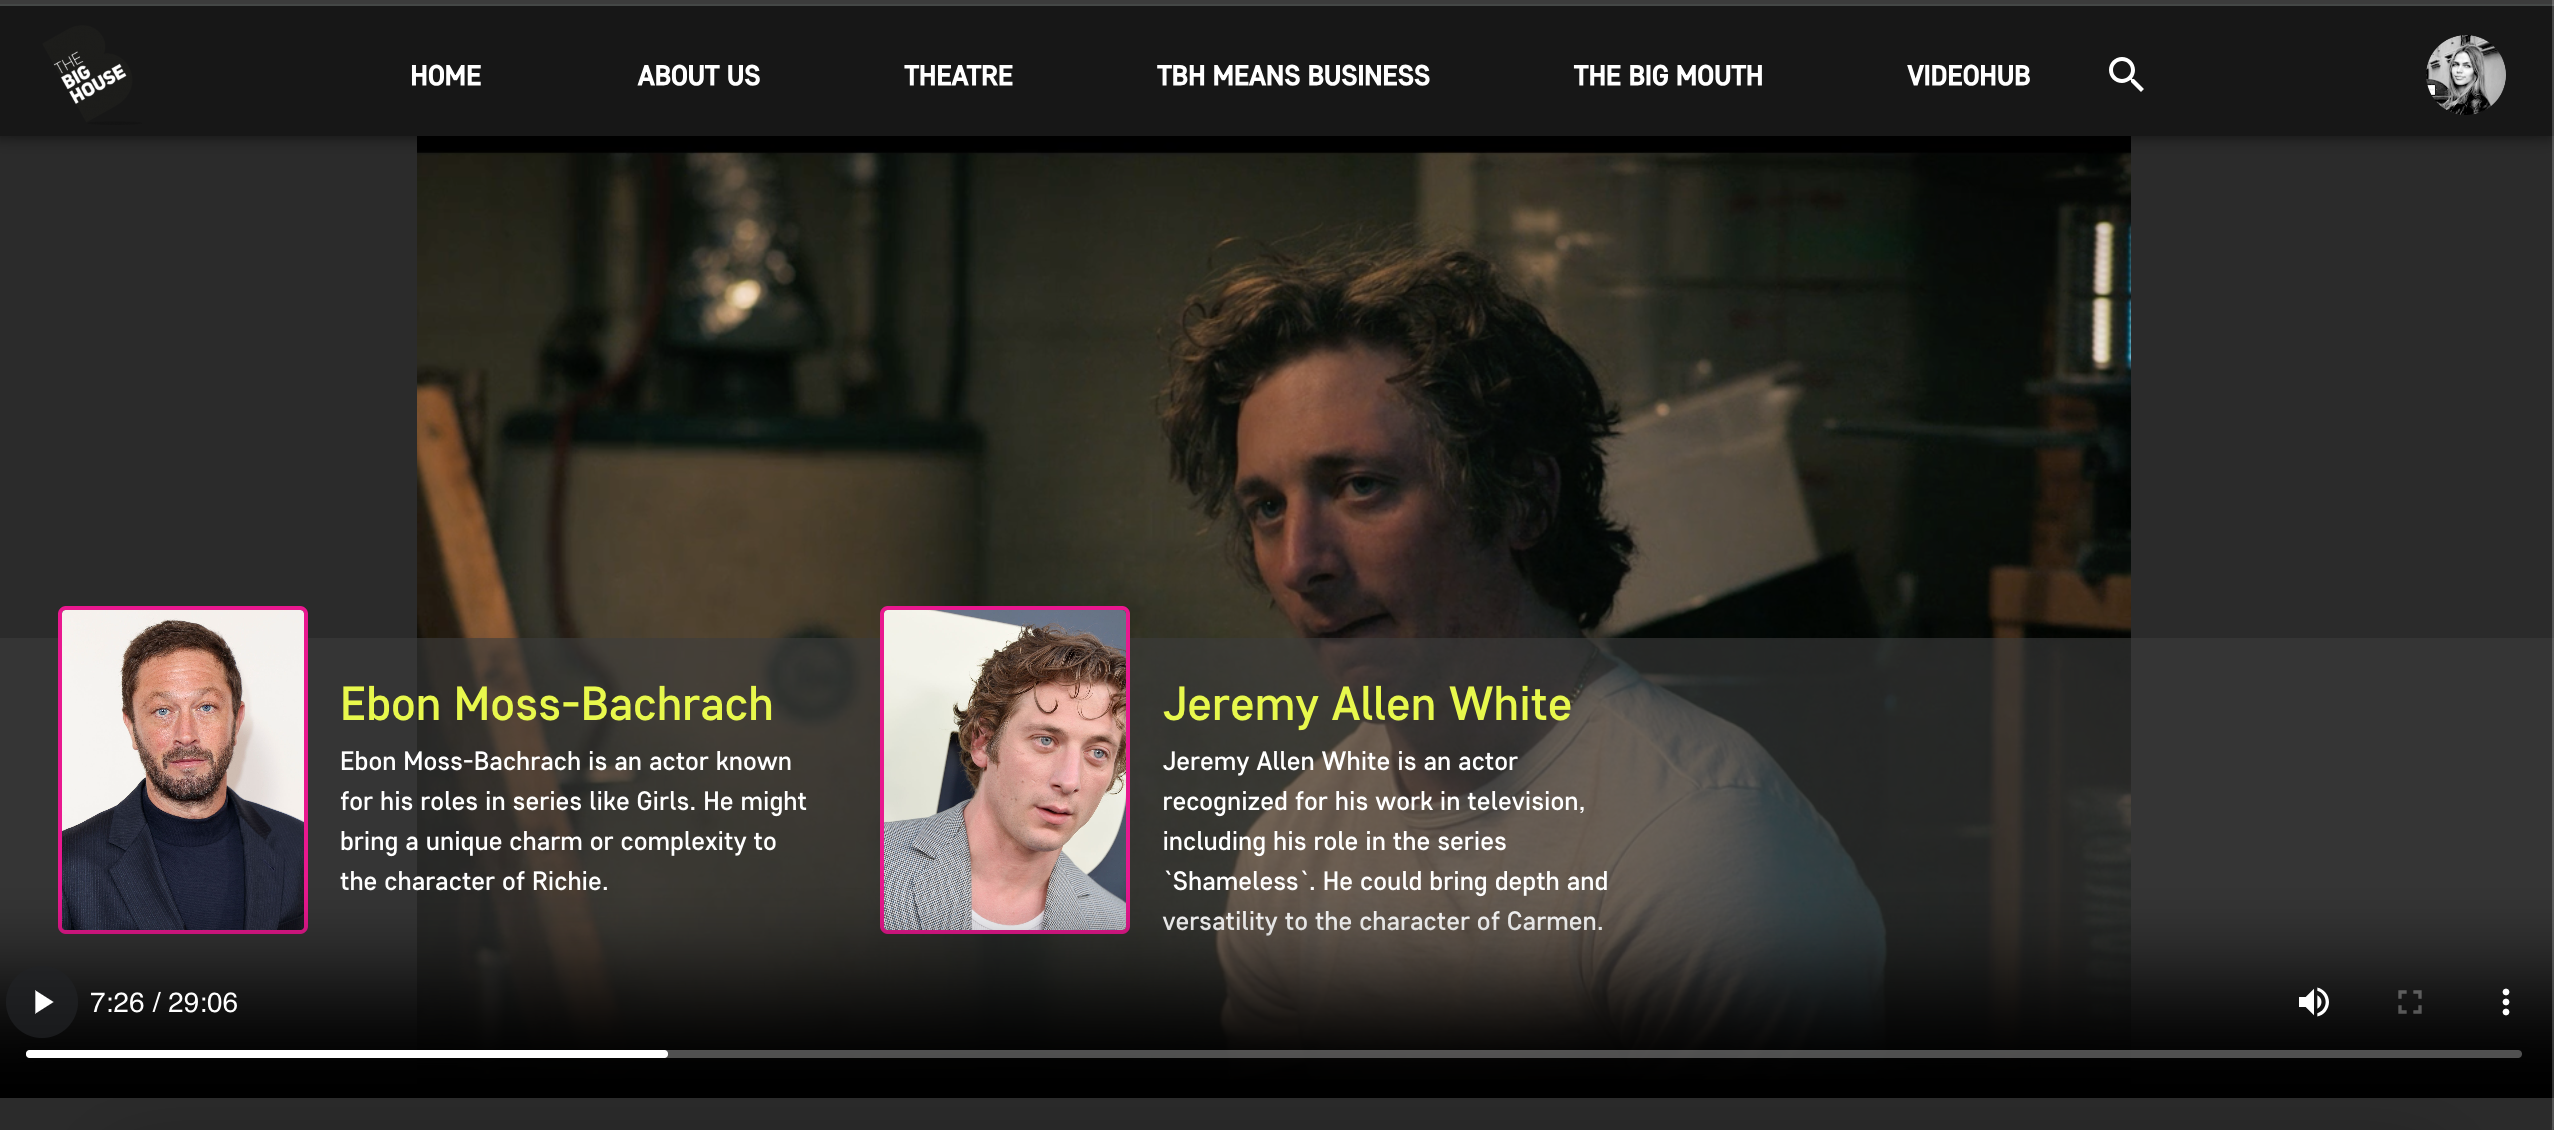 THE
BIG
HOUSE
HOME
ABOUT US
THEATRE
TBH MEANS BUSINESS
THE BIG MOUTH
VIDEOHUB
Ebon Moss-Bachrach
Ebon Moss-Bachrach is an actor known
for his roles in series like Girls. He might
bring a unique charm or complexity to
the character of Richie.
Jeremy Allen White
Jeremy Allen White is an actor
recognized for his work in television,
including his role in the series
`Shameless`. He could bring depth and
versatility to the character of Carmen.
7:26 / 29:06